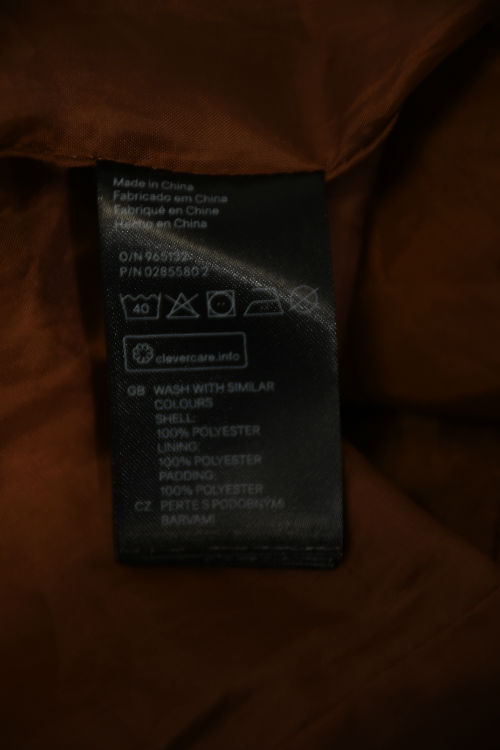 Made in China
Fabricado em China
Fabriqué en Chine
Hecho en China
O/N 965132
P/N 0285580 2
40
clevercare.info
GB WASH WITH SIMILAR
COLOURS
SHELL:
100% POLYESTER
LINING:
100% POLYESTER
PADDING:
100% POLYESTER
CZ PERTE S PODOBNÝMI
BARVAMI